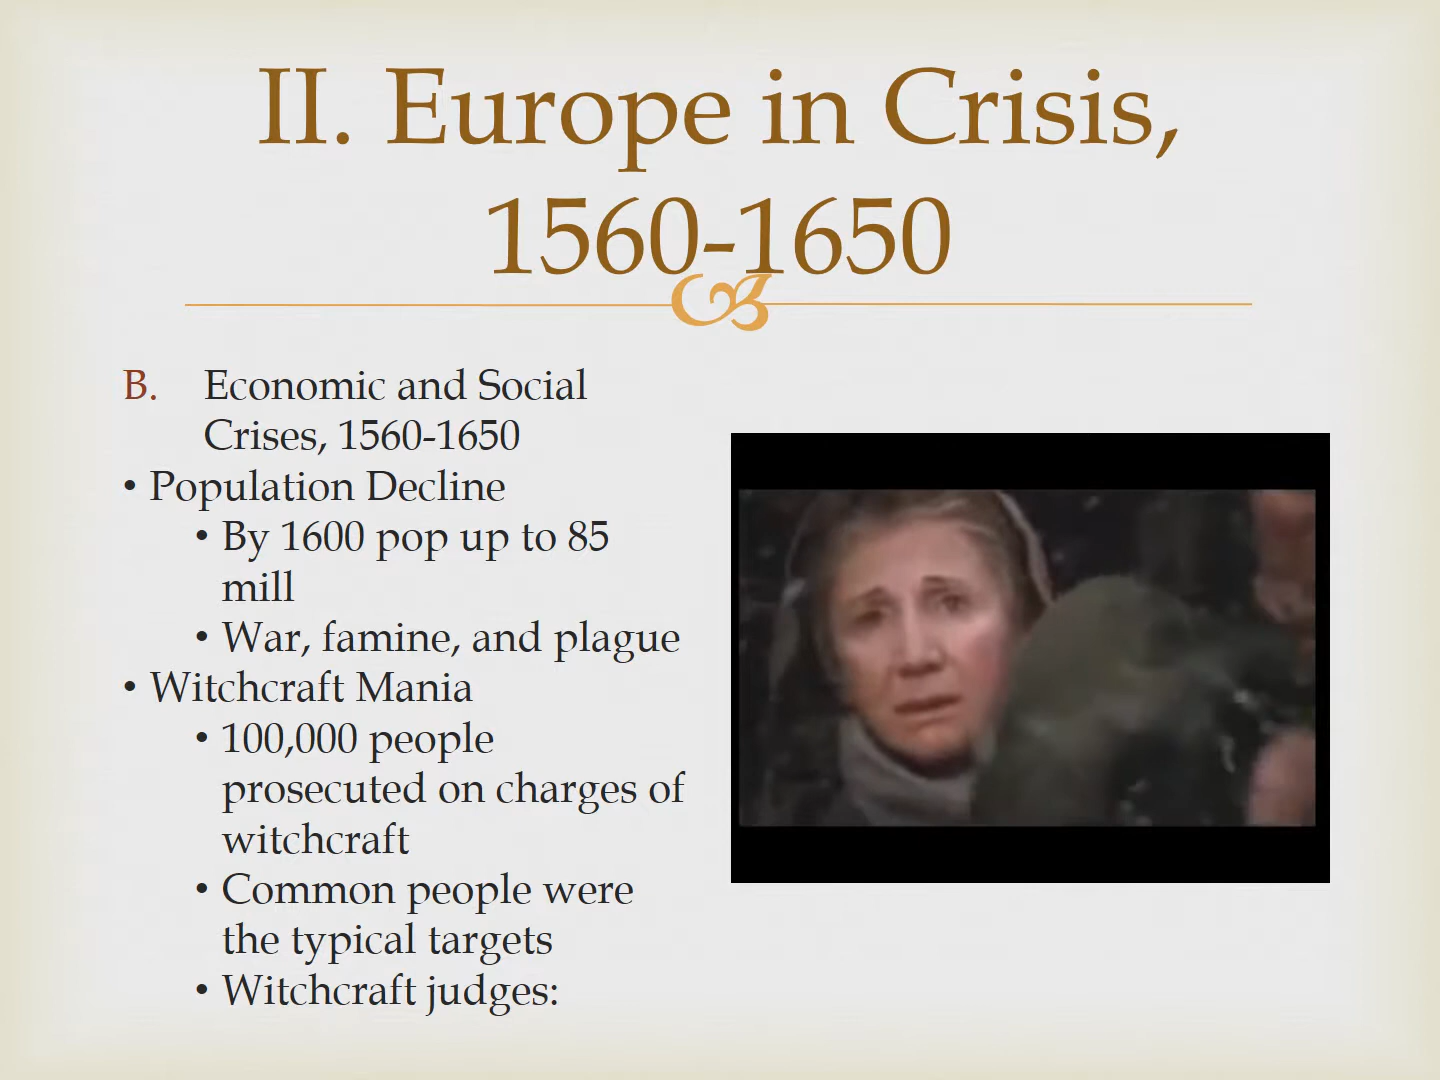 II. Europe in Crisis,
1560-1650
B. Economic and Social
Crises, 1560-1650
• Population Decline
• By 1600 pop up to 85
mill
• War, famine, and plague
• Witchcraft Mania
• 100,000 people
prosecuted on charges of
witchcraft
• Common people were
the typical targets
• Witchcraft judges: